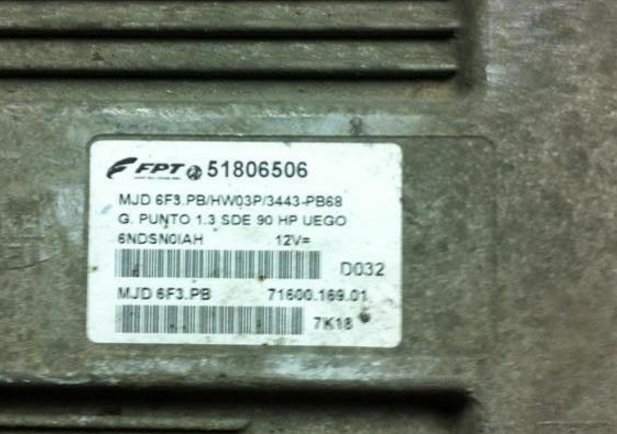 FPT 51806506
MJD 6F3.PB/HW03P/3443-PB68
G. PUNTO 1.3 SDE 90 HP UEGO
6NDSN0IAH 12V=
D032
MJD 6F3.PB 71600.169.01
7K18